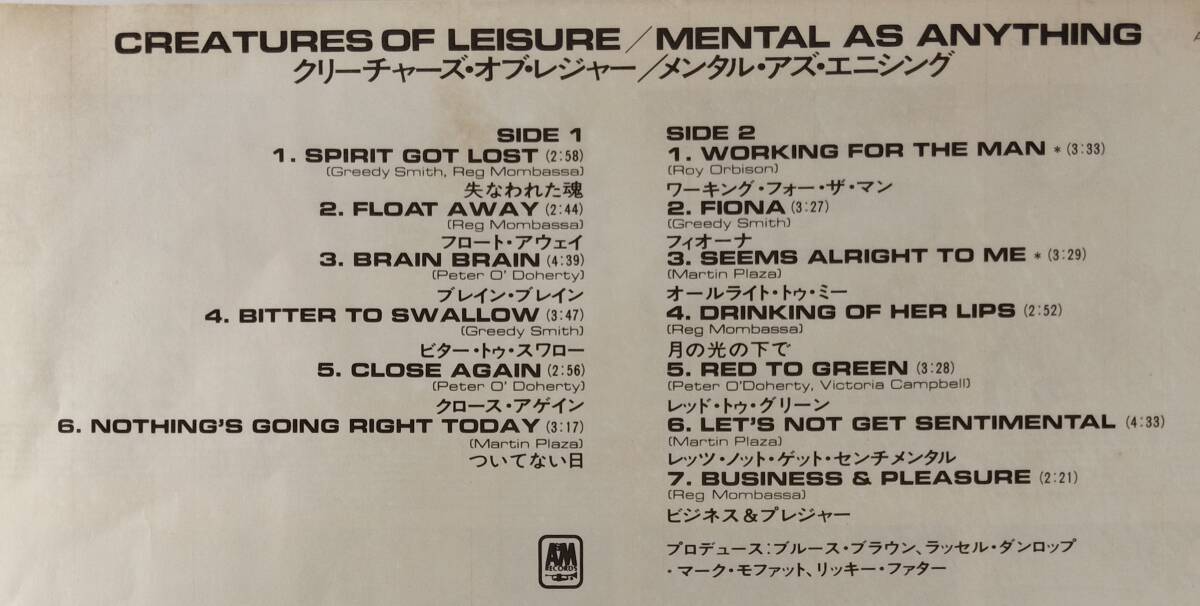 CREATURES OF LEISURE/MENTAL AS ANYTHING
クリーチャーズ・オブ・レジャー/メンタル・アズ・エニシング
SIDE 1
1. SPIRIT GOT LOST (2:58)
(Greedy Smith, Reg Mombassa)
失なわれた魂
2. FLOAT AWAY (2:44)
(Reg Mombassa)
フロート・アウェイ
3. BRAIN BRAIN (4:39)
(Peter O' Doherty)
ブレイン・ブレイン
4. BITTER TO SWALLOW (3:47)
(Greedy Smith)
ビター・トゥ・スワロー
5. CLOSE AGAIN (2:56)
(Peter O' Doherty)
クロース・アゲイン
6. NOTHING'S GOING RIGHT TODAY (3:17)
(Martin Plaza)
ついてない日
SIDE 2
1. WORKING FOR THE MAN * (3:33)
(Roy Orbison)
ワーキング・フォー・ザ・マン
2. FIONA (3:27)
(Greedy Smith)
フィオーナ
3. SEEMS ALRIGHT TO ME * (3:29)
(Martin Plaza)
オールライト・トゥ・ミー
4. DRINKING OF HER LIPS (2:52)
(Reg Mombassa)
月の光の下で
5. RED TO GREEN (3:28)
(Peter O'Doherty, Victoria Campbell)
レッド・トゥ・グリーン
6. LET'S NOT GET SENTIMENTAL (4:33)
(Martin Plaza)
レッツ・ノット・ゲット・センチメンタル
7. BUSINESS & PLEASURE (2:21)
(Reg Mombassa)
ビジネス&プレジャー
プロデュース:ブルース・ブラウン、ラッセル・ダンロップ
・マーク・モファット、リッキー・ファター
A&M
RECORDS